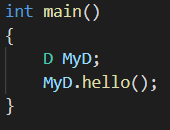 int main()
{
    D MyD;
    MyD.hello();
}